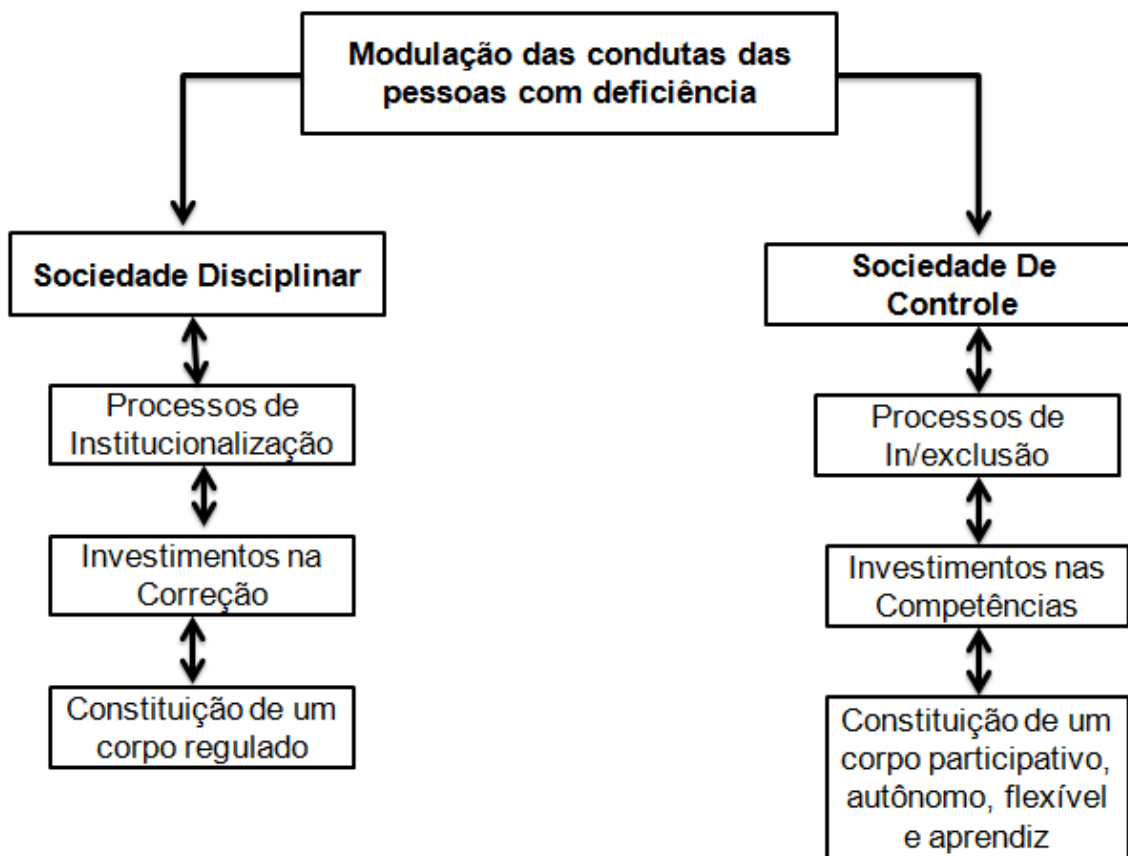 Modulação das condutas das
pessoas com deficiência
Sociedade Disciplinar
Processos de
Institucionalização
Investimentos na
Correção
Constituição de um
corpo regulado
Sociedade De
Controle
Processos de
In/exclusão
Investimentos nas
Competências
Constituição de um
corpo participativo,
autônomo, flexível
e aprendiz